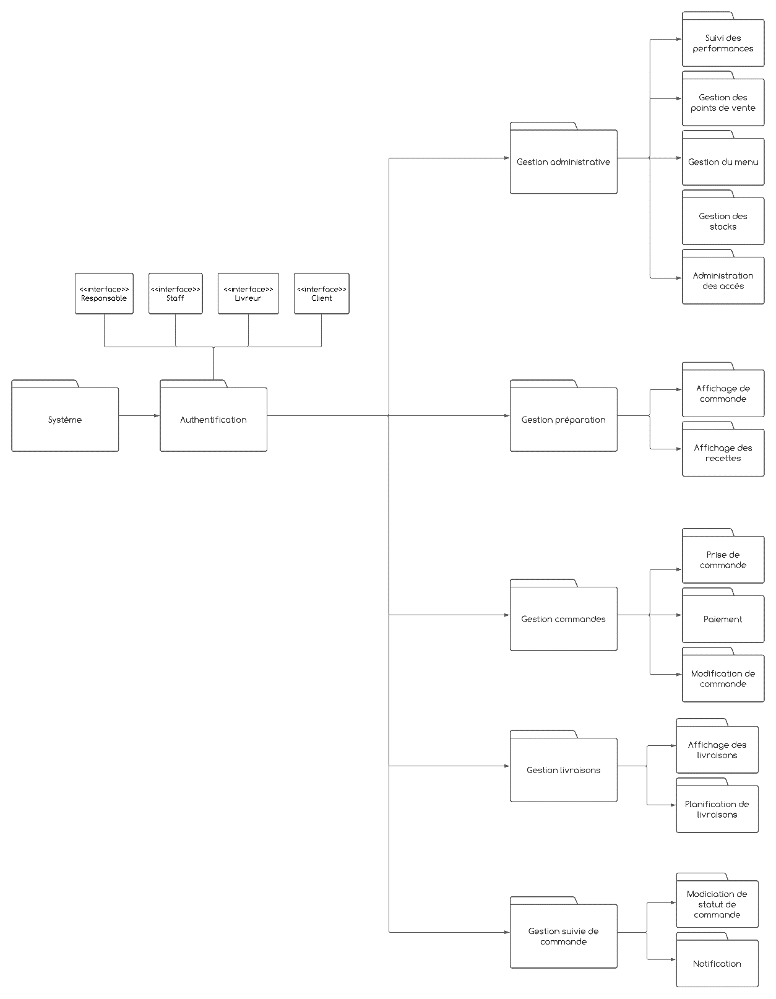 Suivi des
performances
Gestion des
points de vente
Gestion administrative
Gestion du menu
Gestion des
stocks
Administration
des accès
<<interface>>
Responsable
<<interface>>
Staff
<<interface>>
Livreur
<<interface>>
Client
Système
Authentification
Gestion préparation
Affichage de
commande
Affichage des
recettes
Prise de
commande
Gestion commandes
Paiement
Modification de
commande
Affichage des
livraisons
Gestion livraisons
Planification de
livraisons
Modiciation de
statut de
commande
Gestion suivie de
commande
Notification